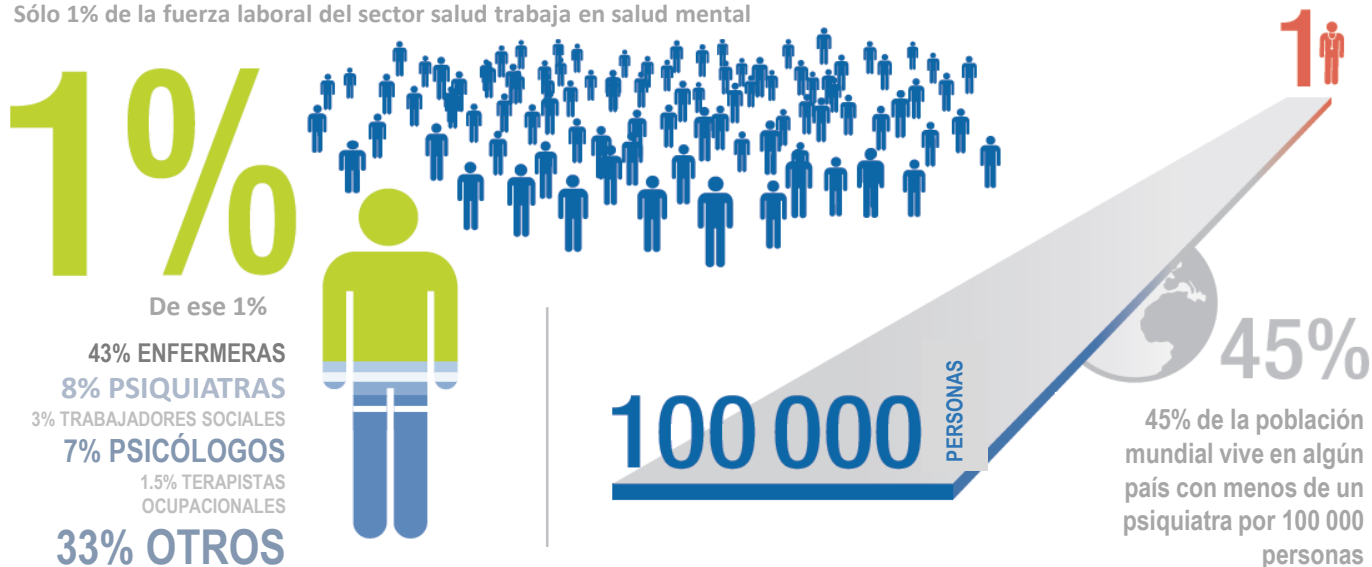 Sólo 1% de la fuerza laboral del sector salud trabaja en salud mental
1%
De ese 1%
43% ENFERMERAS
8% PSIQUIATRAS
3% TRABAJADORES SOCIALES
7% PSICÓLOGOS
1.5% TERAPISTAS
OCUPACIONALES
33% OTROS
1
100 000
PERSONAS
45%
45% de la población
mundial vive en algún
país con menos de un
psiquiatra por 100 000
personas